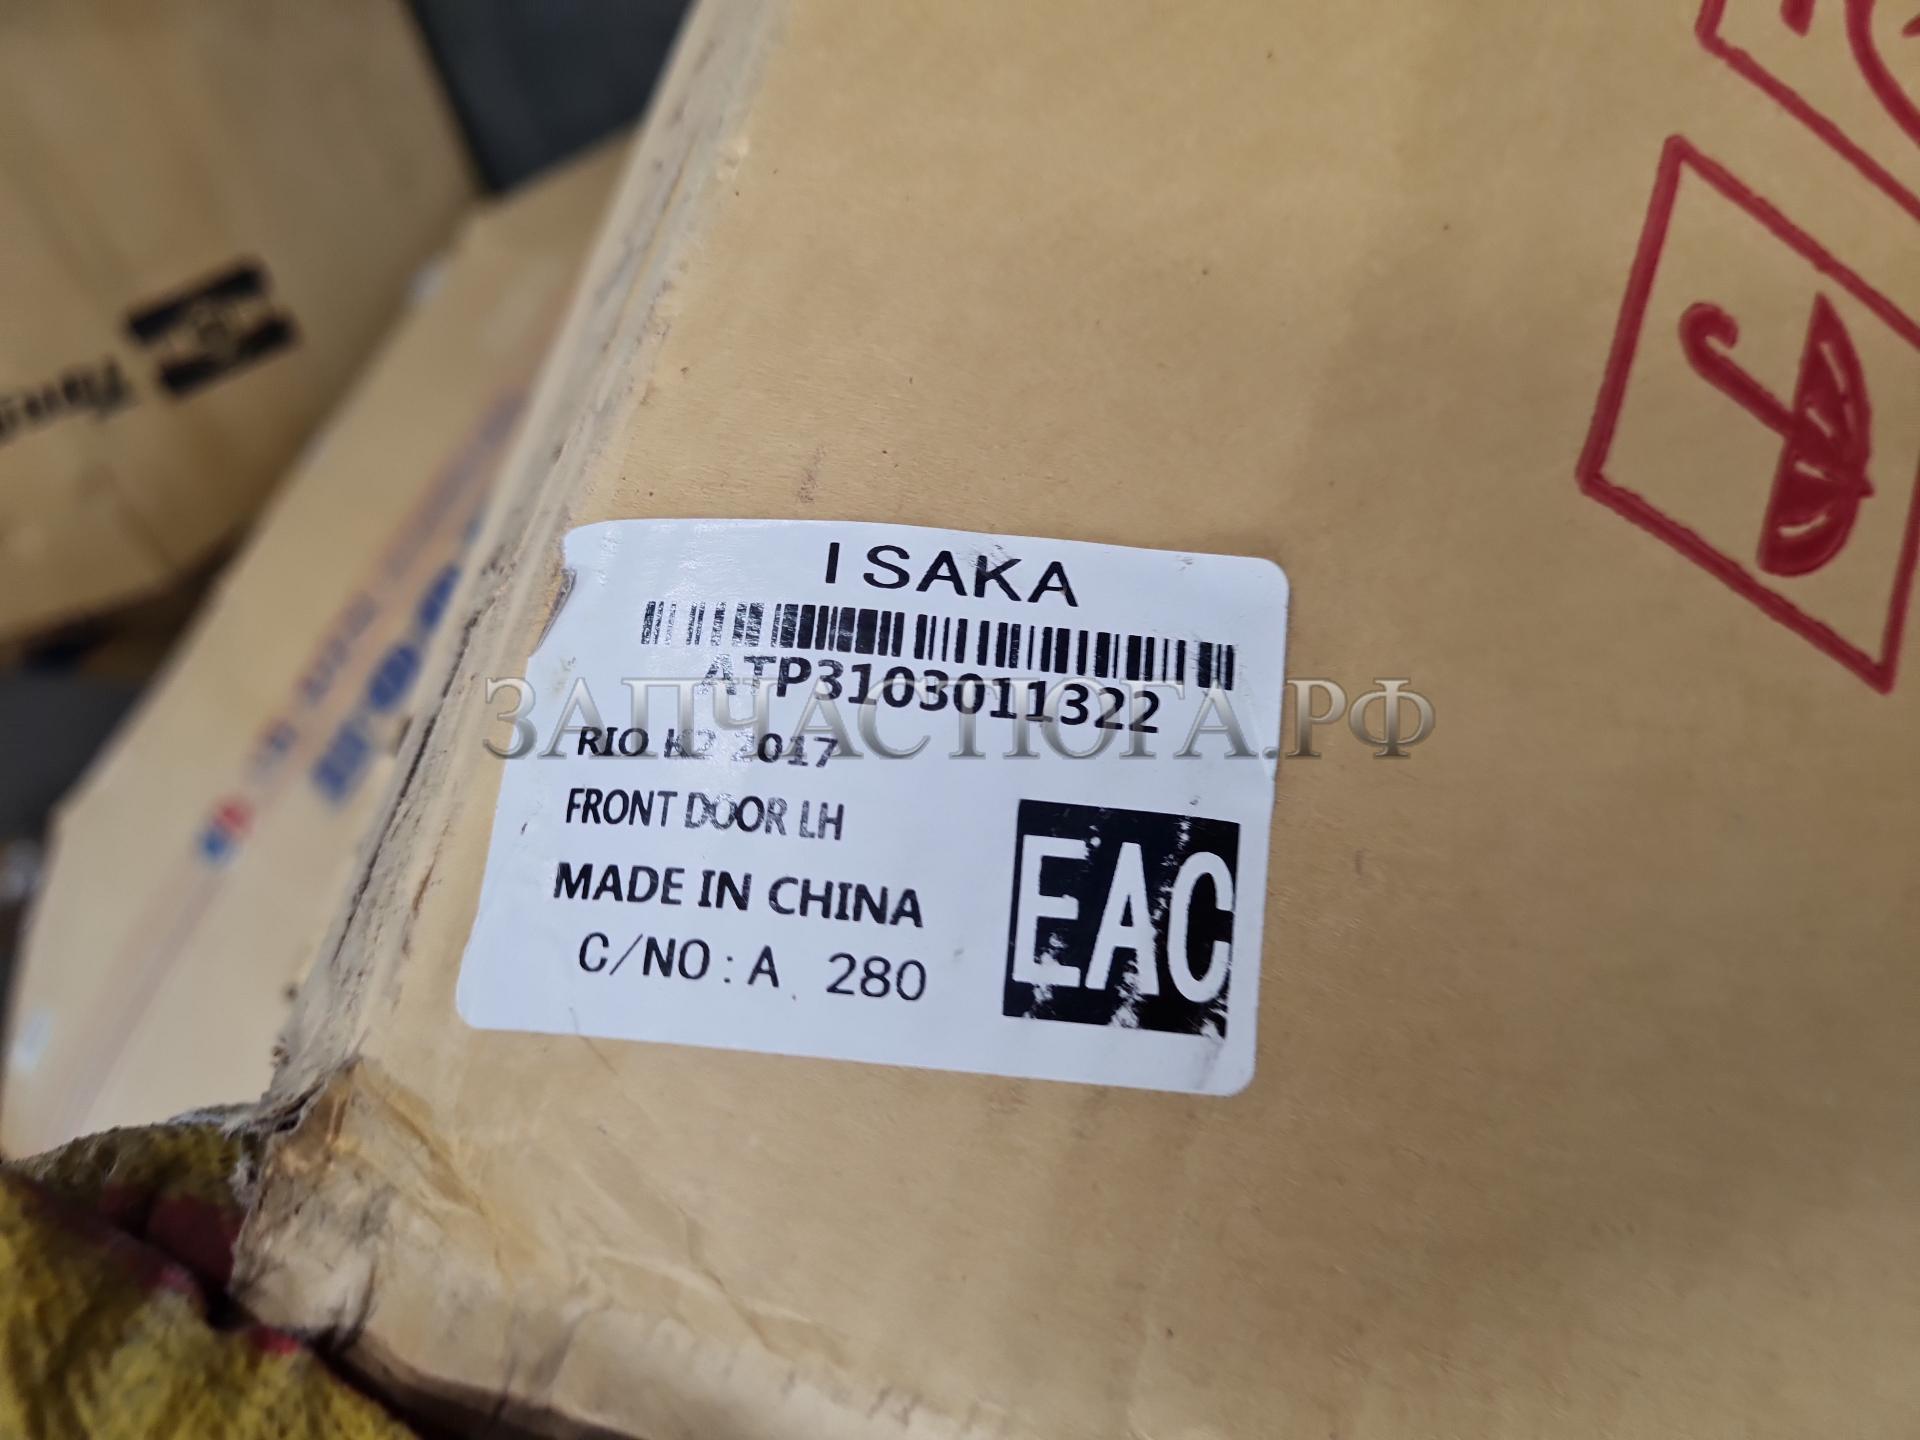 ISAKA
ATP3103011322
ЗАПЧАСТЮГА.РФ
RIO K2 2017
FRONT DOOR LH
MADE IN CHINA
C/NO:A. 280
EAC